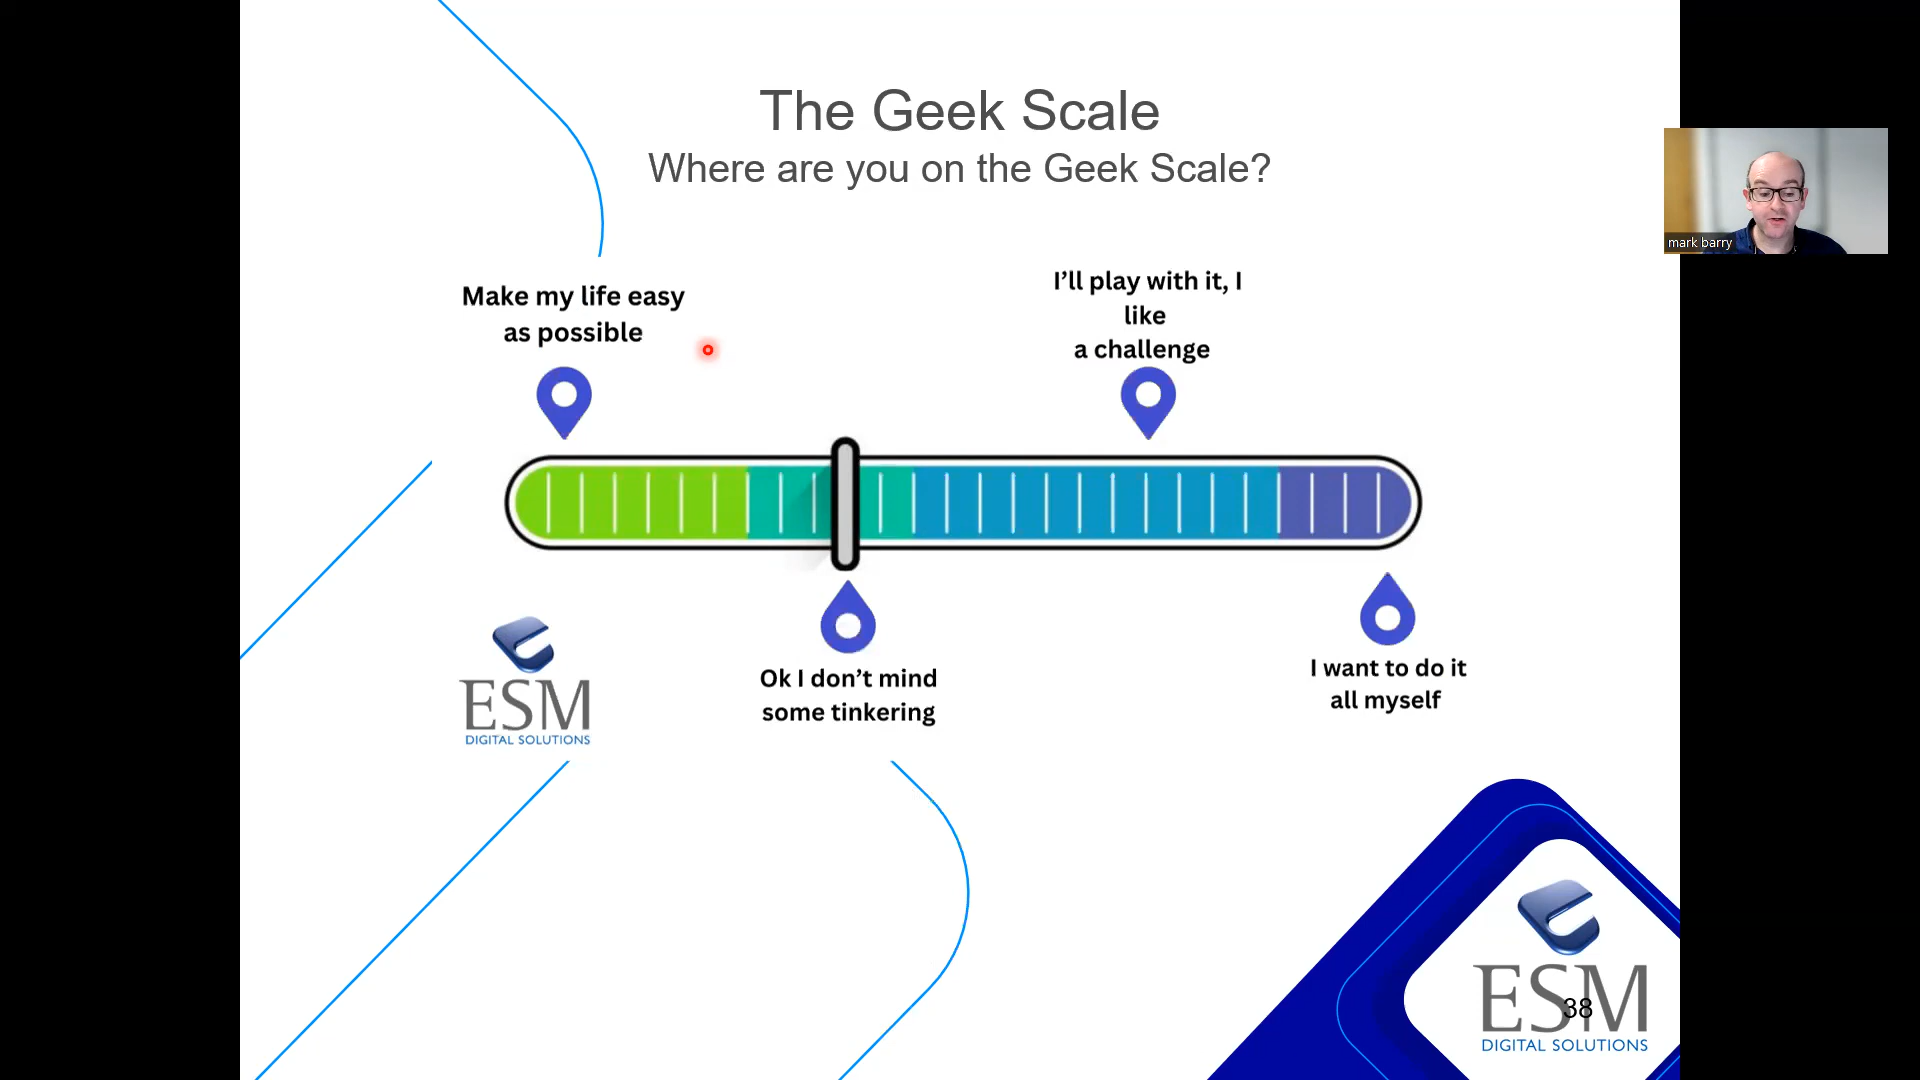 The Geek Scale
Where are you on the Geek Scale?
mark barry
Make my life easy
as possible
I’ll play with it, I
like
a challenge
Ok I don’t mind
some tinkering
I want to do it
all myself
ESM
DIGITAL SOLUTIONS
ESM
38
DIGITAL SOLUTIONS